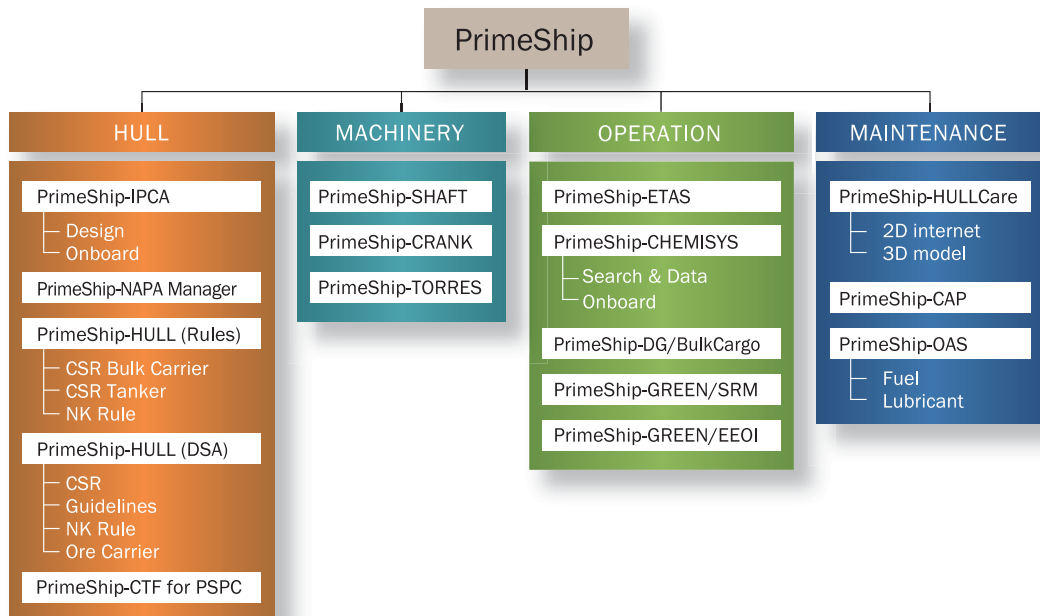 PrimeShip
HULL
PrimeShip-IPCA
Design
Onboard
PrimeShip-NAPA Manager
PrimeShip-HULL (Rules)
CSR Bulk Carrier
CSR Tanker
NK Rule
PrimeShip-HULL (DSA)
CSR
Guidelines
NK Rule
Ore Carrier
PrimeShip-CTF for PSPC
MACHINERY
PrimeShip-SHAFT
PrimeShip-CRANK
PrimeShip-TORRES
OPERATION
PrimeShip-ETAS
PrimeShip-CHEMISYS
Search & Data
Onboard
PrimeShip-DG/BulkCargo
PrimeShip-GREEN/SRM
PrimeShip-GREEN/EEOI
MAINTENANCE
PrimeShip-HULLCare
2D internet
3D model
PrimeShip-CAP
PrimeShip-OAS
Fuel
Lubricant